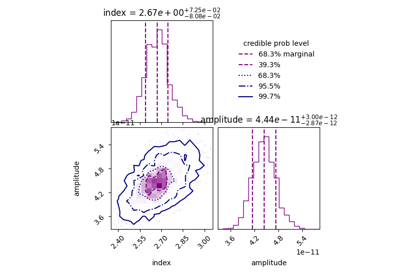 index = 2.67e+00+7.25e−02−8.08e−02
credible prob level
68.3% marginal
39.3%
68.3%
95.5%
99.7%
1e−11
amplitude = 4.44e−11+3.00e−12−2.87e−12
amplitude
5.4
4.8
4.2
3.6
2.40 2.55 2.70 2.85 3.00
index
3.6 4.2 4.8 5.4
1e−11
amplitude